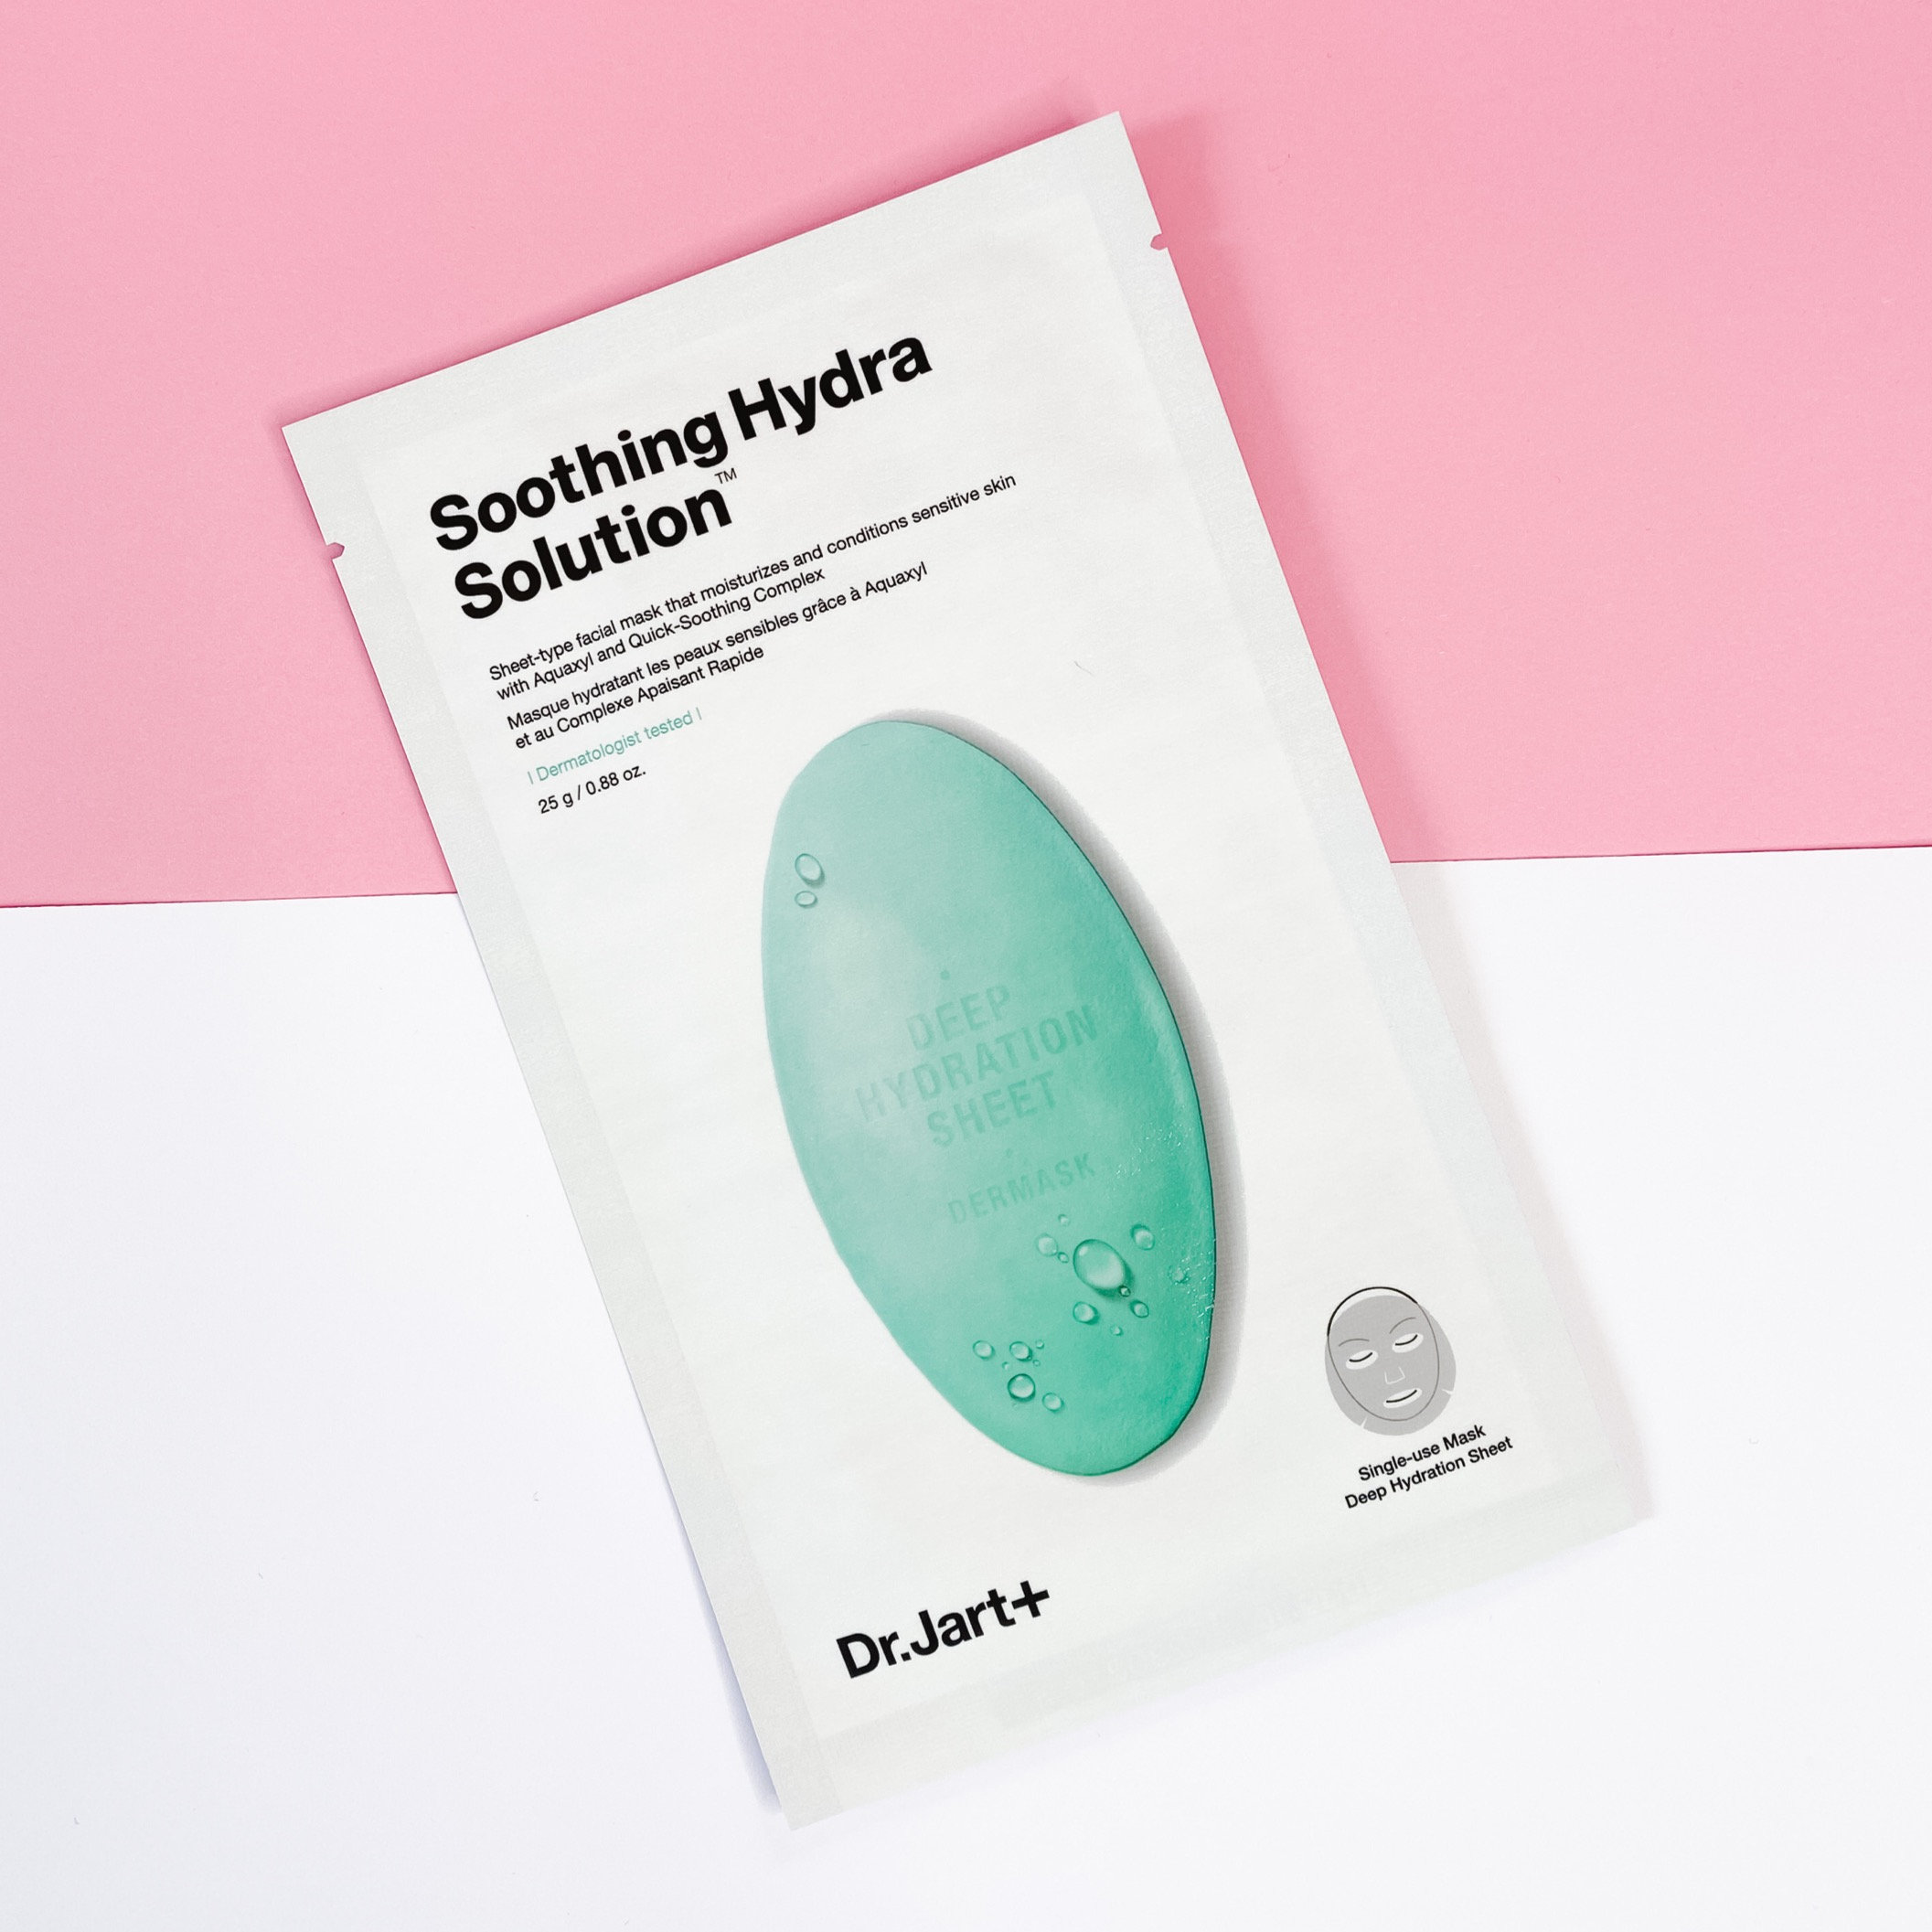 Soothing Hydra
Solution™
Sheet-type facial mask that moisturizes and conditions sensitive skin
with Aquaxyl and Quick-Soothing Complex
Masque hydratant les peaux sensibles grâce à Aquaxyl
et au Complexe Apaisant Rapide
| Dermatologist tested |
25 g / 0.88 oz.
DEEP
HYDRATION
SHEET
DERMASK
Single-use Mask
Deep Hydration Sheet
Dr.Jart+